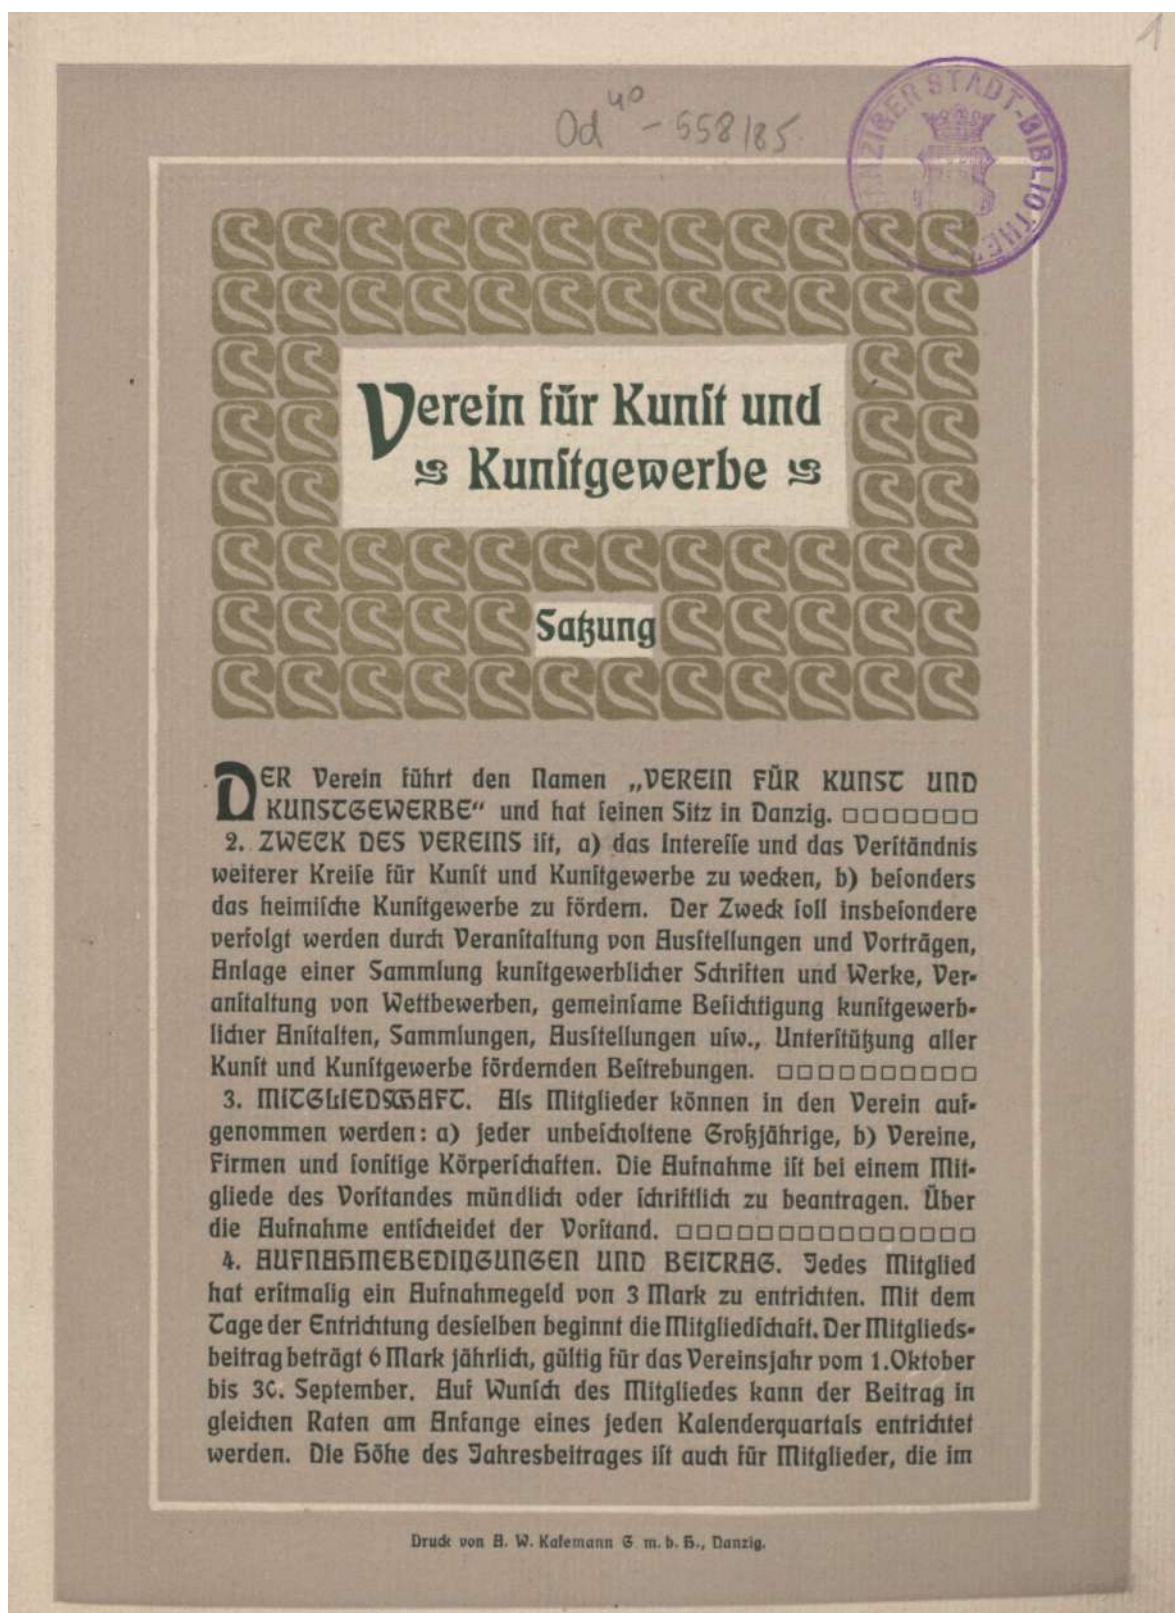 1
Od 4o - 558/85.
DANZIGER STADT-BIBLIOTHEK
Verein für Kunſt und
Kunſtgewerbe
Satzung
DER Verein führt den Namen „VEREIN FÜR KUNST UND
KUNSTGEWERBE“ und hat ſeinen Sitz in Danzig. □□□□□□□
2. ZWECK DES VEREINS iſt, a) das Intereſſe und das Verſtändnis
weiterer Kreiſe für Kunſt und Kunſtgewerbe zu wecken, b) beſonders
das heimiſche Kunſtgewerbe zu fördern. Der Zweck ſoll insbeſondere
verfolgt werden durch Veranſtaltung von Ausſtellungen und Vorträgen,
Anlage einer Sammlung kunſtgewerblicher Schriften und Werke, Ver-
anſtaltung von Wettbewerben, gemeinſame Beſichtigung kunſtgewerb-
licher Anſtalten, Sammlungen, Ausſtellungen uſw., Unterſtützung aller
Kunſt und Kunſtgewerbe fördernden Beſtrebungen. □□□□□□□□□□
3. MITGLIEDSCHAFT. Als Mitglieder können in den Verein auf-
genommen werden: a) jeder unbeſcholtene Großjährige, b) Vereine,
Firmen und ſonſtige Körperſchaften. Die Aufnahme iſt bei einem Mit-
gliede des Vorſtandes mündlich oder ſchriftlich zu beantragen. Über
die Aufnahme entſcheidet der Vorſtand. □□□□□□□□□□□□□□□
4. AUFNAHMEBEDINGUNGEN UND BEITRAG. Jedes Mitglied
hat erſtmalig ein Aufnahmegeld von 3 Mark zu entrichten. Mit dem
Tage der Entrichtung desſelben beginnt die Mitgliedſchaft. Der Mitglieds-
beitrag beträgt 6 Mark jährlich, gültig für das Vereinsjahr vom 1. Oktober
bis 30. September. Auf Wunſch des Mitgliedes kann der Beitrag in
gleichen Raten am Anfange eines jeden Kalenderquartals entrichtet
werden. Die Höhe des Jahresbeitrages iſt auch für Mitglieder, die im
Druck von A. W. Kafemann G. m. b. H., Danzig.